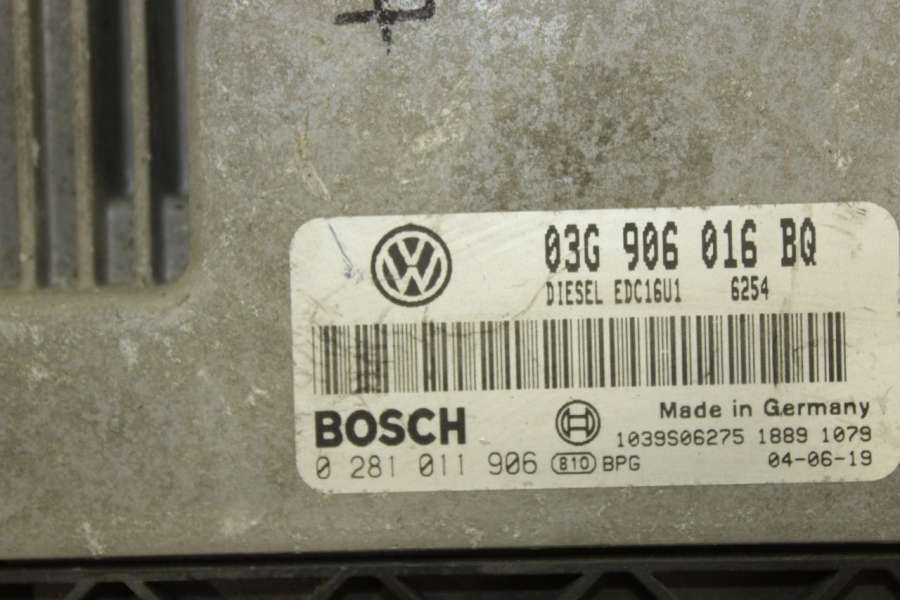 03G 906 016 BQ
DIESEL EDC16U1 6254
BOSCH
Made in Germany
1039S06275 1889 1079
0 281 011 906 810 BPG
04-06-19